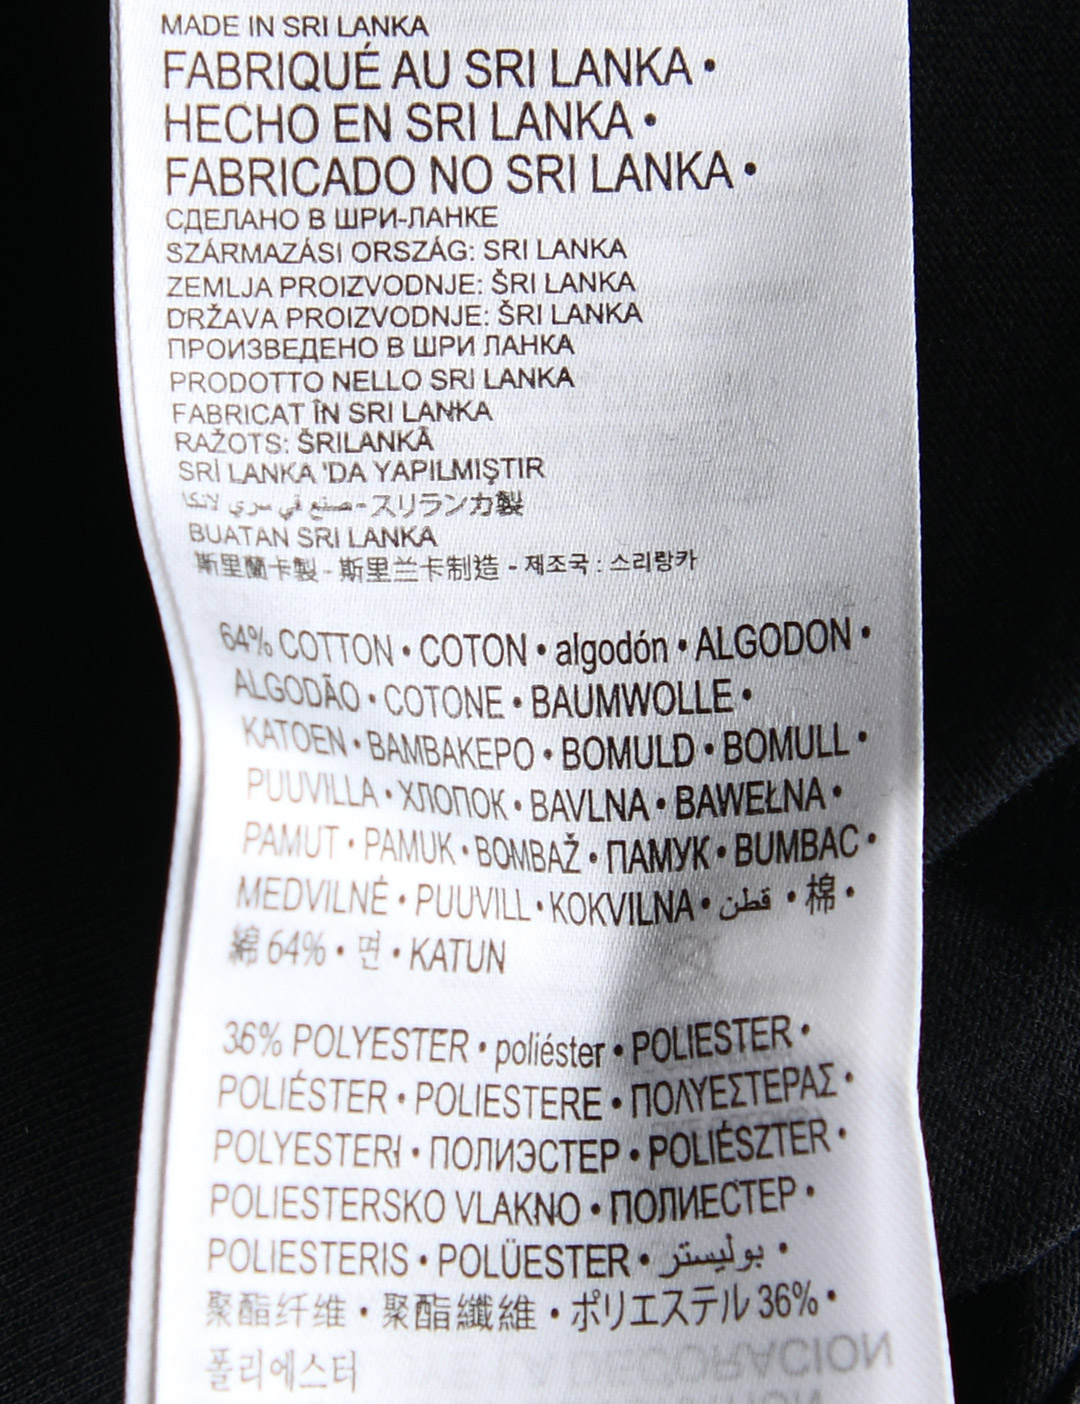 MADE IN SRI LANKA
FABRIQUÉ AU SRI LANKA •
HECHO EN SRI LANKA •
FABRICADO NO SRI LANKA •
СДЕЛАНО В ШРИ-ЛАНКЕ
SZÁRMAZÁSI ORSZÁG: SRI LANKA
ZEMLJA PROIZVODNJE: ŠRI LANKA
DRŽAVA PROIZVODNJE: ŠRI LANKA
ПРОИЗВЕДЕНО В ШРИ ЛАНКА
PRODOTTO NELLO SRI LANKA
FABRICAT ÎN SRI LANKA
RAŽOTS: ŠRILANKĀ
SRİ LANKA 'DA YAPILMIŞTIR
صنع في سري لانكا - スリランカ製
BUATAN SRI LANKA
斯里蘭卡製 - 斯里兰卡制造 - 제조국 : 스리랑카
64% COTTON • COTON • algodón • ALGODON •
ALGODÃO • COTONE • BAUMWOLLE •
KATOEN • ΒΑΜΒΑΚΕΡΟ • BOMULD • BOMULL •
PUUVILLA • ХЛОПОК • BAVLNA • BAWEŁNA •
PAMUT • PAMUK • BOMBAŽ • ПАМУК • BUMBAC •
MEDVILNĖ • PUUVILL • KOKVILNA • قطن • 棉 •
綿 64% • 면 • KATUN
36% POLYESTER • poliéster • POLIESTER •
POLIÉSTER • POLIESTERE • ΠΟΛΥΕΣΤΕΡΑΣ •
POLYESTERI • ПОЛИЭСТЕР • POLIÉSZTER •
POLIESTERSKO VLAKNO • ПОЛИЕСТЕР •
POLIESTERIS • POLÜESTER • بوليستر •
聚酯纤维 • 聚酯纖維 • ポリエステル 36% •
폴리에스터